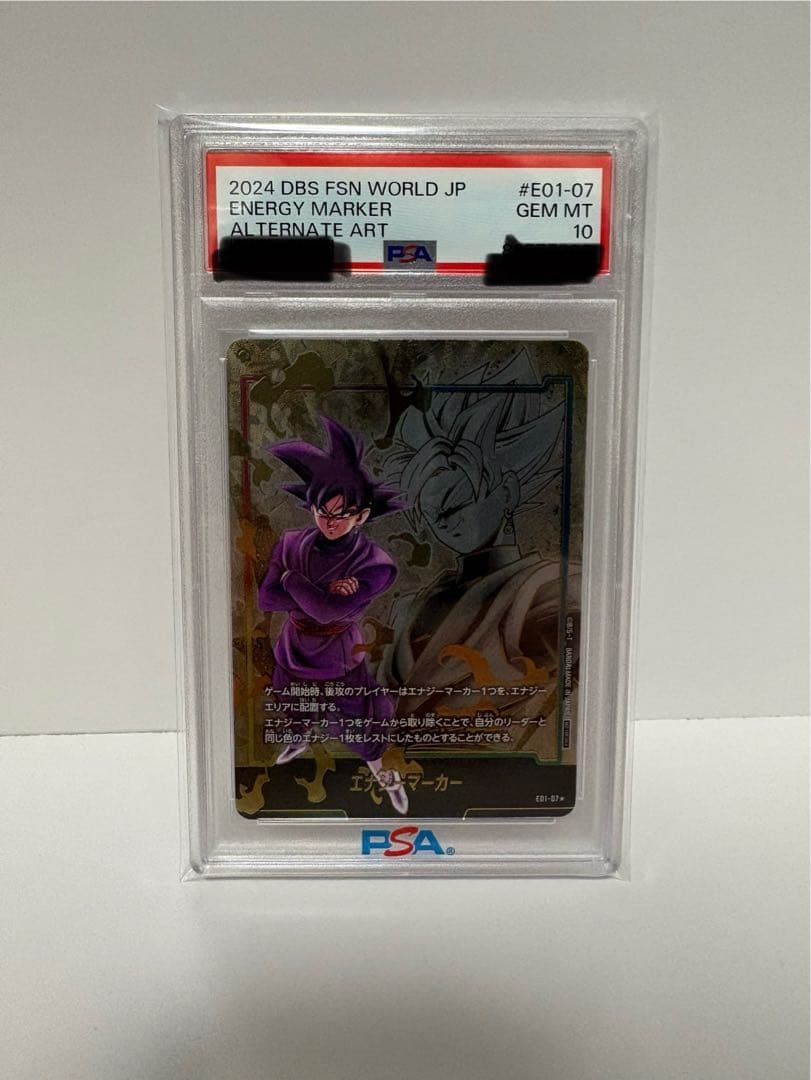 2024 DBS FSN WORLD JP #E01-07
ENERGY MARKER GEM MT
ALTERNATE ART 10
PSA
ゲーム開始時、後攻のプレイヤーはエナジーマーカー1つを、エナジー
エリアに配置する。
エナジーマーカー1つをゲームから取り除くことで、自分のリーダーと
同じ色のエナジー1枚をレストにしたものとすることができる。
エナジーマーカー
E01-07★
©B/S・T BANDAI MADE IN JAPAN
PSA®